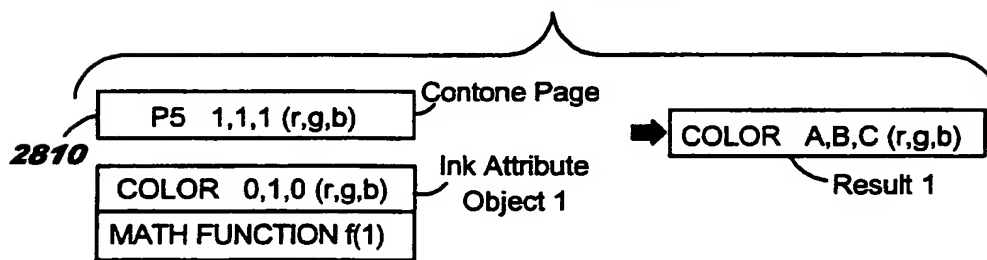 P5 1,1,1 (r,g,b)
Contone Page
2810
COLOR 0,1,0 (r,g,b)
Ink Attribute
Object 1
MATH FUNCTION f(1)
COLOR A,B,C (r,g,b)
Result 1